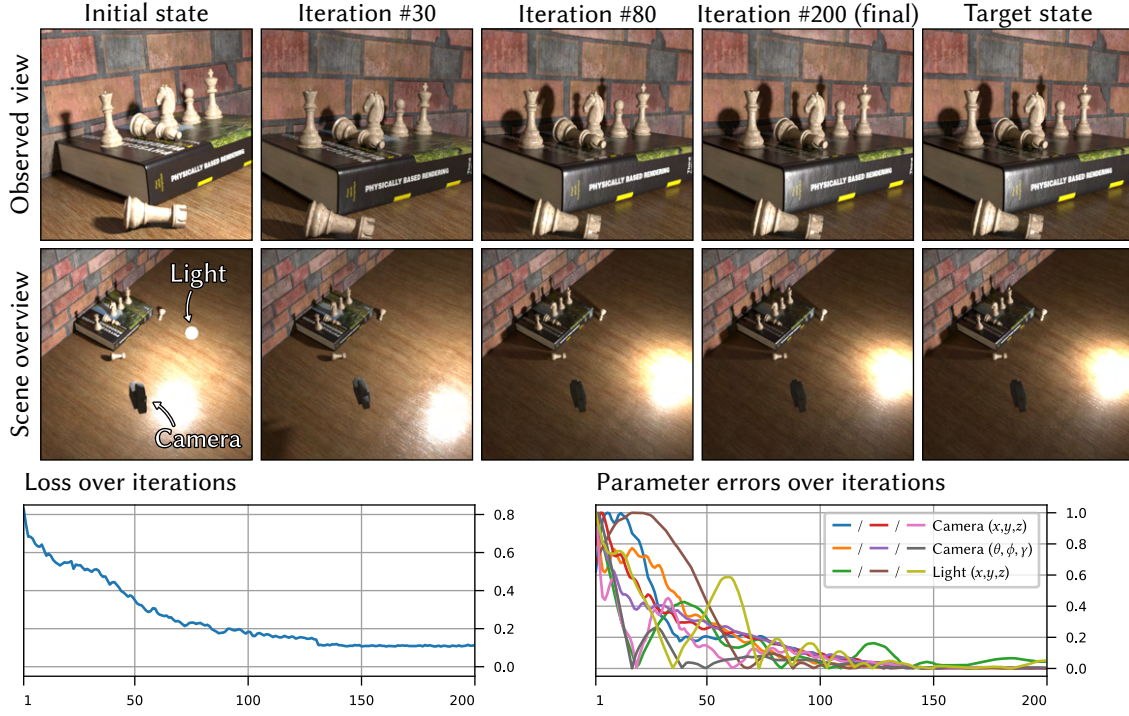 Initial state
Iteration #30
Iteration #80
Iteration #200 (final)
Target state
Observed view
PHYSICALLY BASED RENDERING
PHYSICALLY BASED RENDERING
PHYSICALLY BASED RENDERING
PHYSICALLY BASED RENDERING
PHYSICALLY BASED RENDERING
Scene overview
Light
Camera
Loss over iterations
0.8
0.6
0.4
0.2
0.0
1 50 100 150 200
Parameter errors over iterations
1.0
0.8
0.6
0.4
0.2
0.0
/ / Camera (x,y,z)
/ / Camera (θ, ϕ, γ)
/ / Light (x,y,z)
1 50 100 150 200